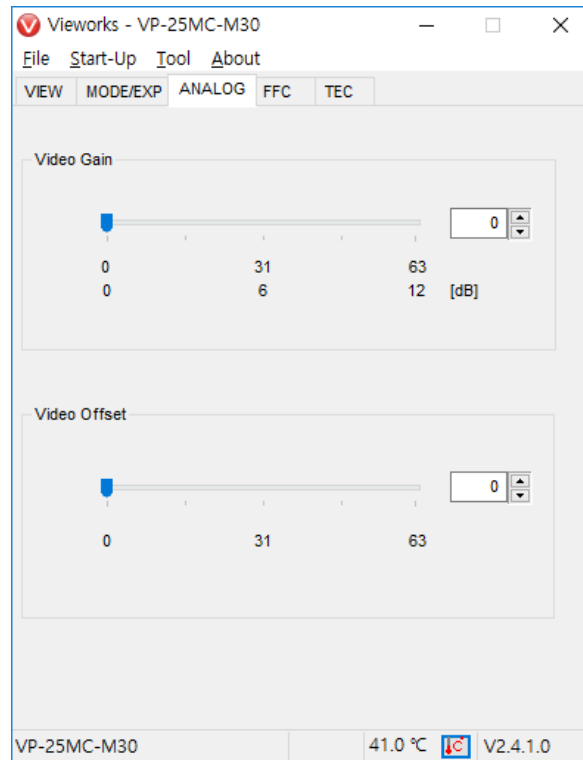 Vieworks - VP-25MC-M30
File Start-Up Tool About
VIEW MODE/EXP ANALOG FFC TEC
Video Gain
0
0 31 63
0 6 12 [dB]
Video Offset
0
0 31 63
VP-25MC-M30 41.0 ℃ C V2.4.1.0